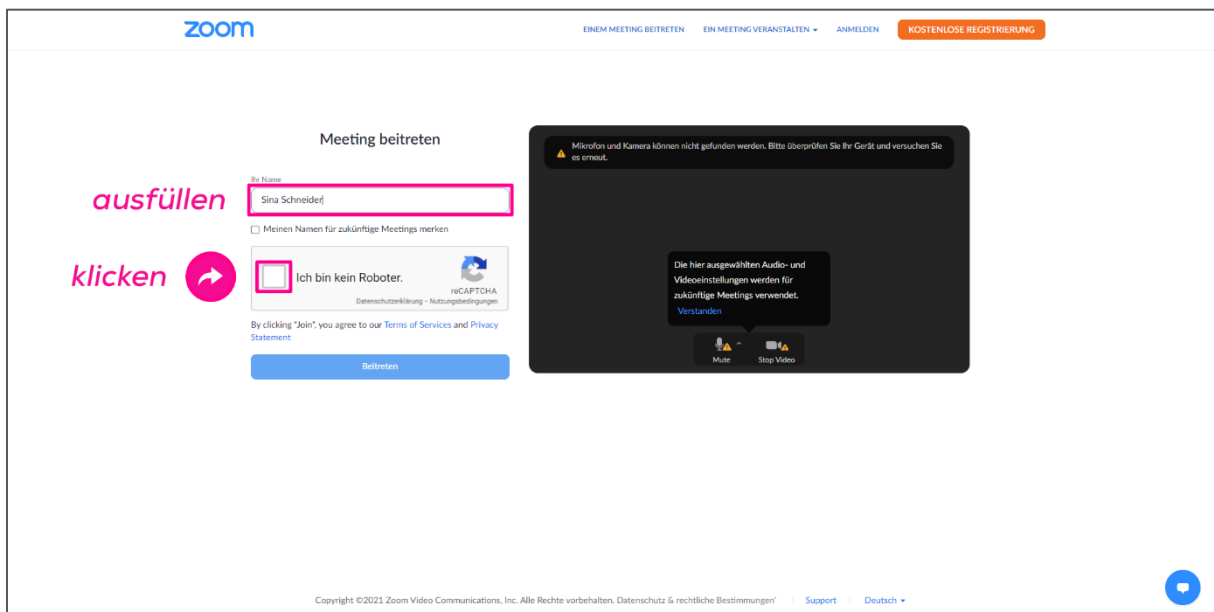 zoom
EINEM MEETING BEITRETEN EIN MEETING VERANSTALTEN ANMELDEN KOSTENLOSE REGISTRIERUNG
Meeting beitreten
Ihr Name
ausfüllen
Sina Schneider
Meinen Namen für zukünftige Meetings merken
klicken
Ich bin kein Roboter.
reCAPTCHA
Datenschutzerklärung - Nutzungsbedingungen
By clicking "Join", you agree to our Terms of Services and Privacy
Statement
Beitreten
Mikrofon und Kamera können nicht gefunden werden. Bitte überprüfen Sie Ihr Gerät und versuchen Sie
es erneut.
Die hier ausgewählten Audio- und
Videoeinstellungen werden für
zukünftige Meetings verwendet.
Verstanden
Mute Stop Video
Copyright ©2021 Zoom Video Communications, Inc. Alle Rechte vorbehalten. Datenschutz & rechtliche Bestimmungen' Support Deutsch